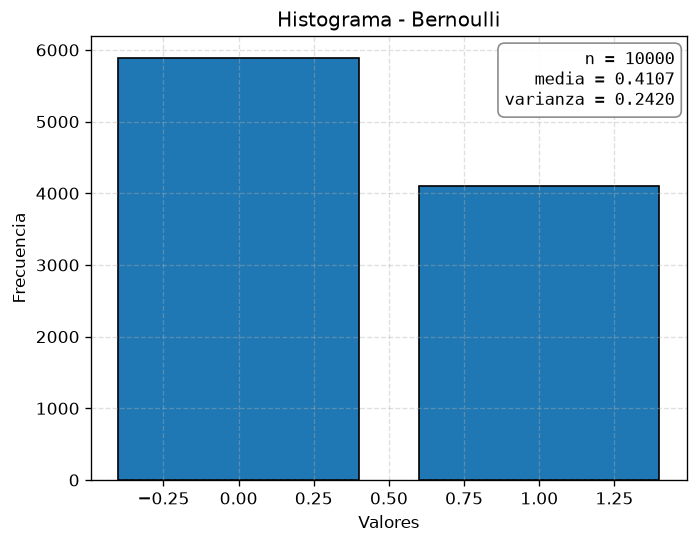 Histograma - Bernoulli
n = 10000
media = 0.4107
varianza = 0.2420
6000
5000
4000
3000
2000
1000
0
Frecuencia
−0.25 0.00 0.25 0.50 0.75 1.00 1.25
Valores